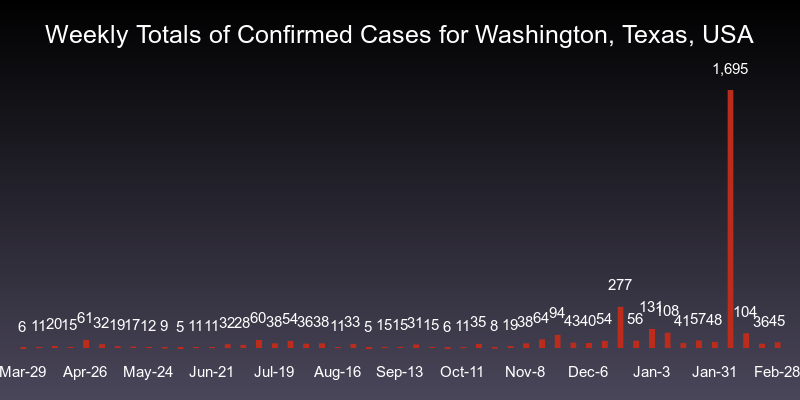 Weekly Totals of Confirmed Cases for Washington, Texas, USA
1,695
277
6 11 20 15 61 32 19 17 12 9 5 11 11 32 28 60 38 54 36 38 11 33 5 15 15 31 15 6 11 35 8 19 38 64 94 43 40 54 56 131 108 41 57 48 104 36 45
Mar-29 Apr-26 May-24 Jun-21 Jul-19 Aug-16 Sep-13 Oct-11 Nov-8 Dec-6 Jan-3 Jan-31 Feb-28